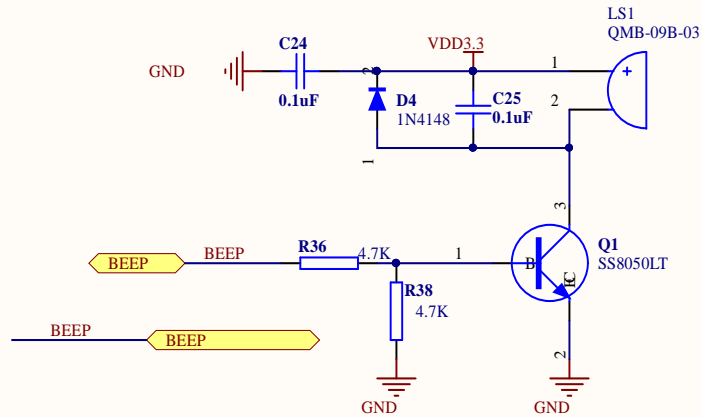 LS1
QMB-09B-03
C24
VDD3.3
GND
1
2
0.1uF
D4
1N4148
C25
0.1uF
2
1
3
BEEP
BEEP
R36
4.7K
1
B
Q1
SS8050LT
R38
4.7K
BEEP
BEEP
2
GND
GND